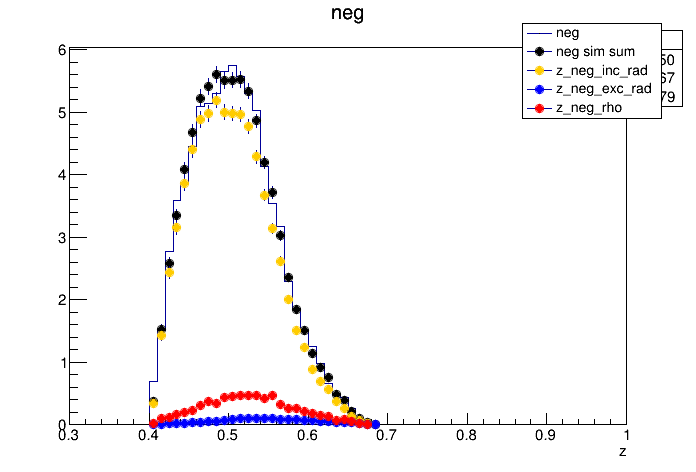 neg
neg
neg sim sum
z_neg_inc_rad
z_neg_exc_rad
z_neg_rho
50
67
79
6
5
4
3
2
1
0
0.3 0.4 0.5 0.6 0.7 0.8 0.9 1
z